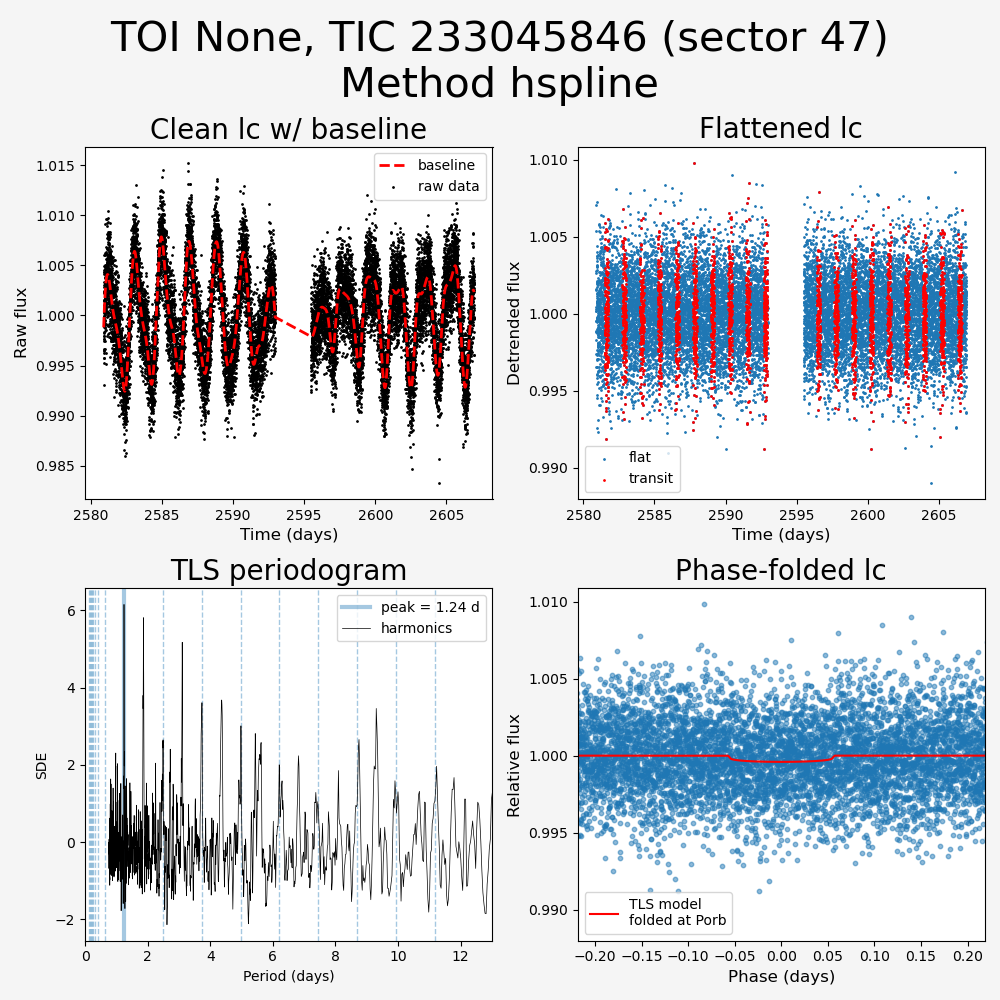 TOI None, TIC 233045846 (sector 47)
Method hspline
Clean lc w/ baseline
Raw flux
1.015
1.010
1.005
1.000
0.995
0.990
0.985
baseline
raw data
2580 2585 2590 2595 2600 2605
Time (days)
Flattened lc
Detrended flux
1.010
1.005
1.000
0.995
0.990
flat
transit
2580 2585 2590 2595 2600 2605
Time (days)
TLS periodogram
SDE
6
4
2
0
−2
peak = 1.24 d
harmonics
0 2 4 6 8 10 12
Period (days)
Phase-folded lc
Relative flux
1.010
1.005
1.000
0.995
0.990
TLS model
folded at Porb
−0.20 −0.15 −0.10 −0.05 0.00 0.05 0.10 0.15 0.20
Phase (days)